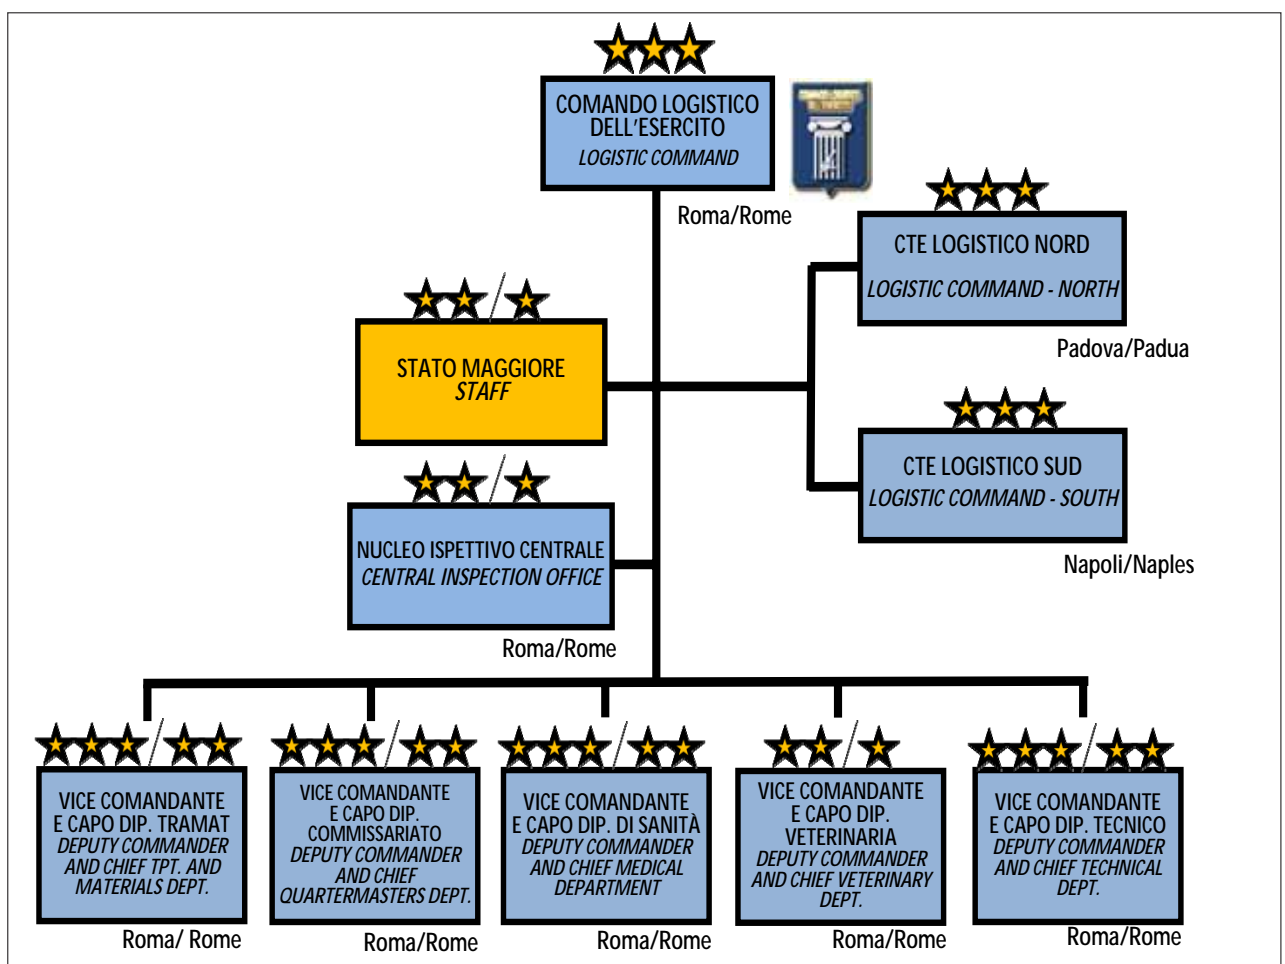 COMANDO LOGISTICO
DELL'ESERCITO
LOGISTIC COMMAND
Roma/Rome
CTE LOGISTICO NORD
LOGISTIC COMMAND - NORTH
Padova/Padua
STATO MAGGIORE
STAFF
CTE LOGISTICO SUD
LOGISTIC COMMAND - SOUTH
Napoli/Naples
NUCLEO ISPETTIVO CENTRALE
CENTRAL INSPECTION OFFICE
Roma/Rome
VICE COMANDANTE
E CAPO DIP. TRAMAT
DEPUTY COMMANDER
AND CHIEF TPT. AND
MATERIALS DEPT.
Roma/ Rome
VICE COMANDANTE
E CAPO DIP.
COMMISSARIATO
DEPUTY COMMANDER
AND CHIEF
QUARTERMASTERS DEPT.
Roma/Rome
VICE COMANDANTE
E CAPO DIP. DI SANITÀ
DEPUTY COMMANDER
AND CHIEF MEDICAL
DEPARTMENT
Roma/Rome
VICE COMANDANTE
E CAPO DIP.
VETERINARIA
DEPUTY COMMANDER
AND CHIEF VETERINARY
DEPT.
Roma/Rome
VICE COMANDANTE
E CAPO DIP. TECNICO
DEPUTY COMMANDER
AND CHIEF TECHNICAL
DEPT.
Roma/Rome